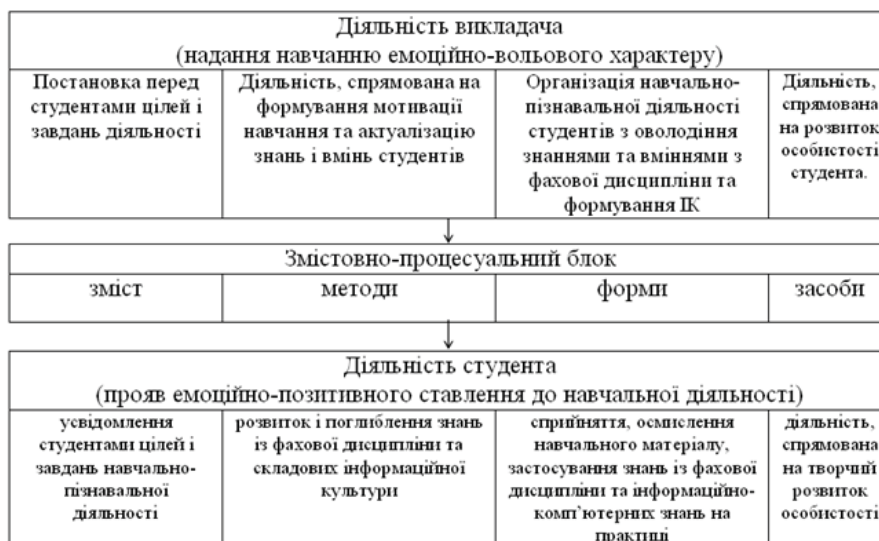 Діяльність викладача
(надання навчанню емоційно-вольового характеру)
Постановка перед
студентами цілей і
завдань діяльності
Діяльність, спрямована на
формування мотивації
навчання та актуалізацію
знань і вмінь студентів
Організація навчально-
пізнавальної діяльності
студентів з оволодіння
знаннями та вміннями з
фахової дисципліни та
формування ІК
Діяльність,
спрямована
на розвиток
особистості
студента.
Змістовно-процесуальний блок
зміст
методи
форми
засоби
Діяльність студента
(прояв емоційно-позитивного ставлення до навчальної діяльності)
усвідомлення
студентами цілей і
завдань навчально-
пізнавальної
діяльності
розвиток і поглиблення знань
із фахової дисципліни та
складових інформаційної
культури
сприйняття, осмислення
навчального матеріалу,
застосування знань із фахової
дисципліни та інформаційно-
комп'ютерних знань на
практиці
діяльність,
спрямована
на творчий
розвиток
особистості